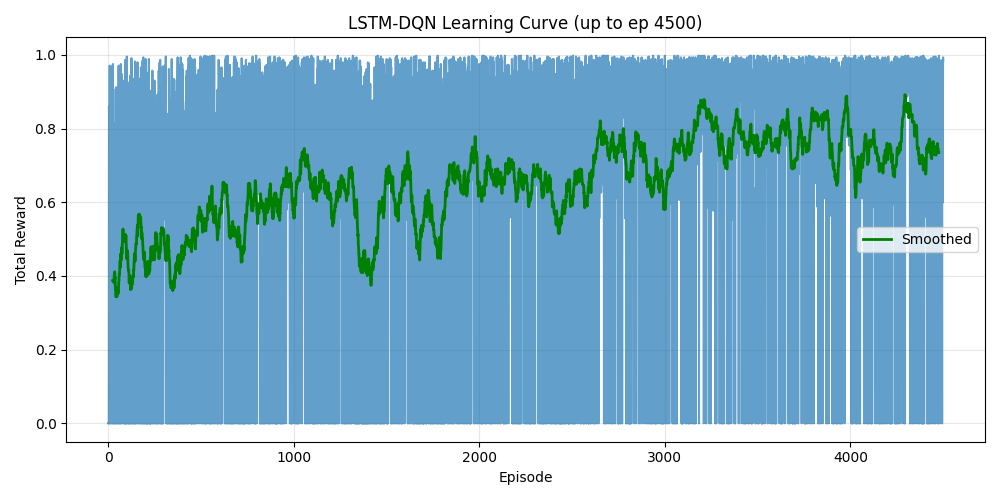 LSTM-DQN Learning Curve (up to ep 4500)
Total Reward
1.0
0.8
0.6
0.4
0.2
0.0
Smoothed
0 1000 2000 3000 4000
Episode